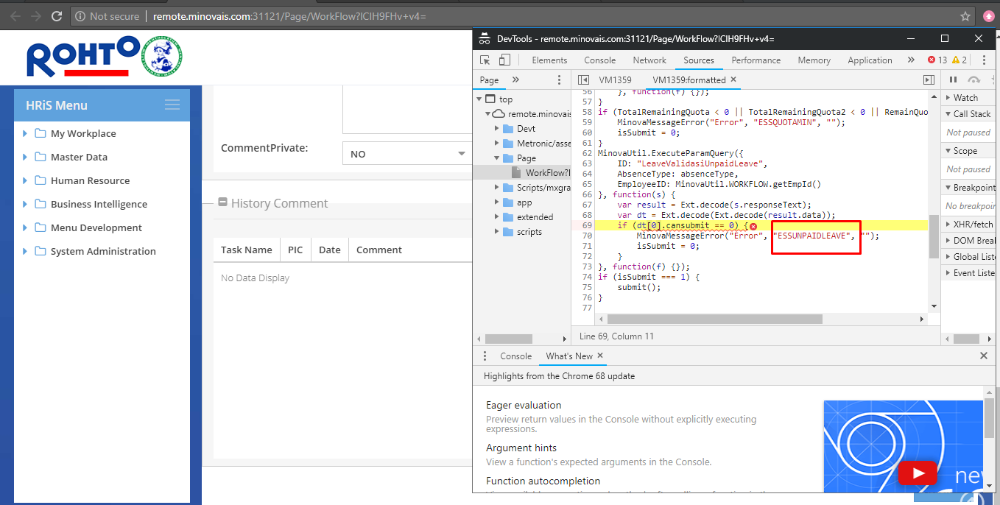 Not secure | remote.minovais.com:31121/Page/WorkFlow?lCIH9FHv+v4=
ROHTO
HRiS Menu
My Workplace
Master Data
Human Resource
Business Intelligence
Menu Development
System Administration
CommentPrivate:
NO
History Comment
Task Name PIC Date Comment
No Data Display
DevTools - remote.minovais.com:31121/Page/WorkFlow?lCIH9FHv+v4=
Elements Console Network Sources Performance Memory Application » 13 2
Page »
top
remote.minovais
Devt
Metronic/asse
Page
WorkFlow?l
Scripts/mxgra
app
extended
scripts
VM1359 VM1359:formatted ×
56 }, function(f) {});
57 }
58 if (TotalRemainingQuota < 0 || TotalRemainingQuota2 < 0 || RemainQuo
59 MinovaMessageError("Error", "ESSQUOTAMIN", "");
60 isSubmit = 0;
61 }
62 MinovaUtil.ExecuteParamQuery({
63 ID: "LeaveValidasiUnpaidLeave",
64 AbsenceType: absenceType,
65 EmployeeID: MinovaUtil.WORKFLOW.getEmpId()
66 }, function(s) {
67 var result = Ext.decode(s.responseText);
68 var dt = Ext.decode(Ext.decode(result.data));
69 if (dt[0].cansubmit == 0) {
70 MinovaMessageError("Error", "ESSUNPAIDLEAVE", "");
71 isSubmit = 0;
72 }
73 }, function(f) {});
74 if (isSubmit === 1) {
75 submit();
76 }
77
Line 69, Column 11
Watch
Call Stack
Not paused
Scope
Not paused
Breakpoint
No breakpoin
XHR/fetch
DOM Brea
Global Liste
Event Liste
Console What's New ×
Highlights from the Chrome 68 update
Eager evaluation
Preview return values in the Console without explicitly executing
expressions.
Argument hints
View a function's expected arguments in the Console.
Function autocompletion
new